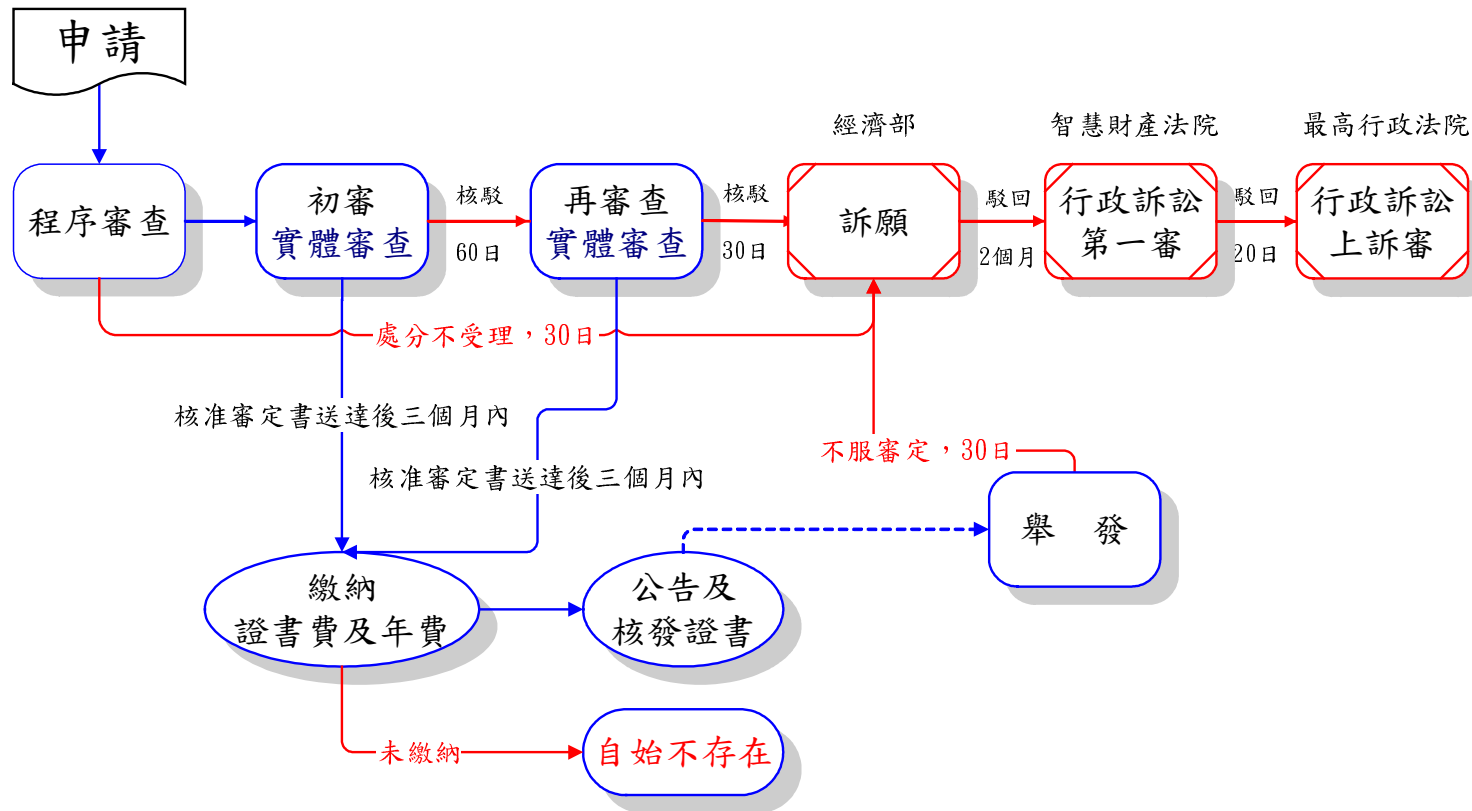 申請
經濟部
智慧財產法院
最高行政法院
程序審查
初審
實體審查
核駁
60日
再審查
實體審查
核駁
30日
訴願
駁回
2個月
行政訴訟
第一審
駁回
20日
行政訴訟
上訴審
處分不受理，30日
核准審定書送達後三個月內
不服審定，30日
核准審定書送達後三個月內
舉 發
繳納
證書費及年費
公告及
核發證書
未繳納
自始不存在